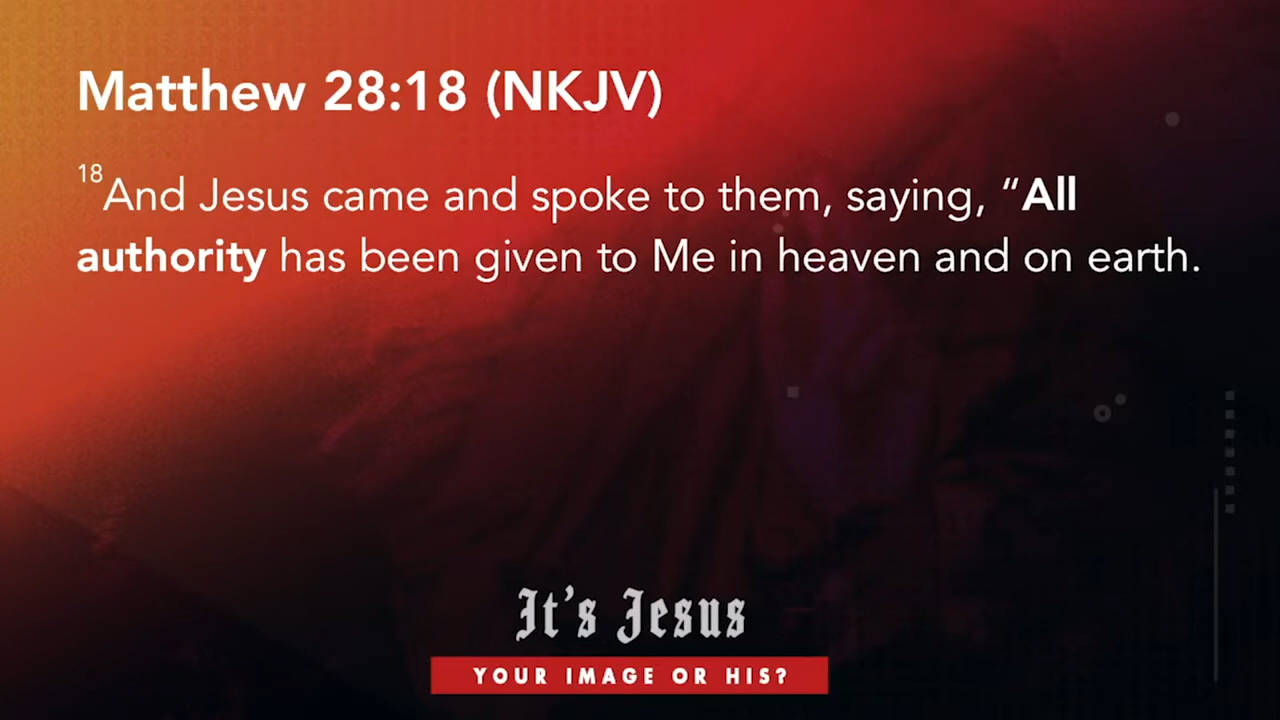 Matthew 28:18 (NKJV)
18And Jesus came and spoke to them, saying, “All
authority has been given to Me in heaven and on earth.
It’s Jesus
YOUR IMAGE OR HIS?